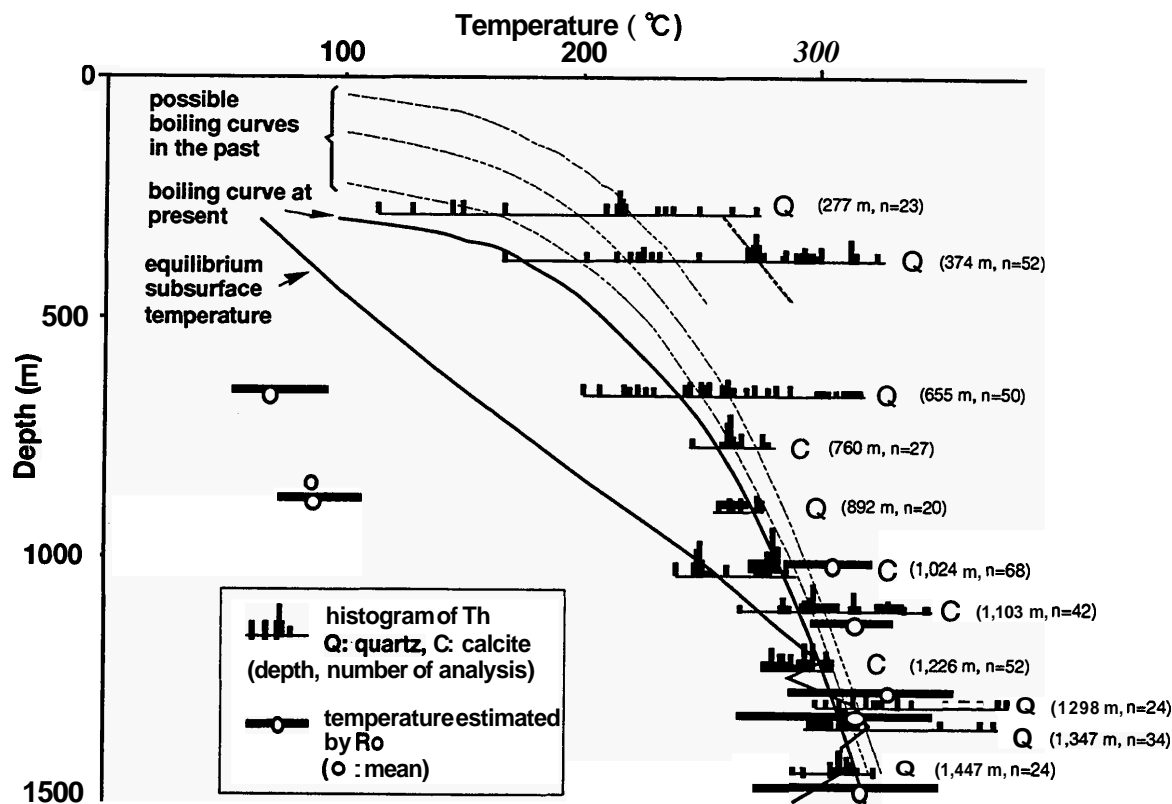 Temperature ( °C)
100 200 300
0
possible
boiling curves
in the past
boiling curve at
present
equilibrium
subsurface
temperature
Q (277 m, n=23)
Q (374 m, n=52)
500
Depth (m)
Q (655 m, n=50)
C (760 m, n=27)
Q (892 m, n=20)
1000
C (1,024 m, n=68)
C (1,103 m, n=42)
C (1,226 m, n=52)
Q (1298 m, n=24)
Q (1,347 m, n=34)
Q (1,447 m, n=24)
1500
histogram of Th
Q: quartz, C: calcite
(depth, number of analysis)
temperature estimated
by Ro
(o : mean)